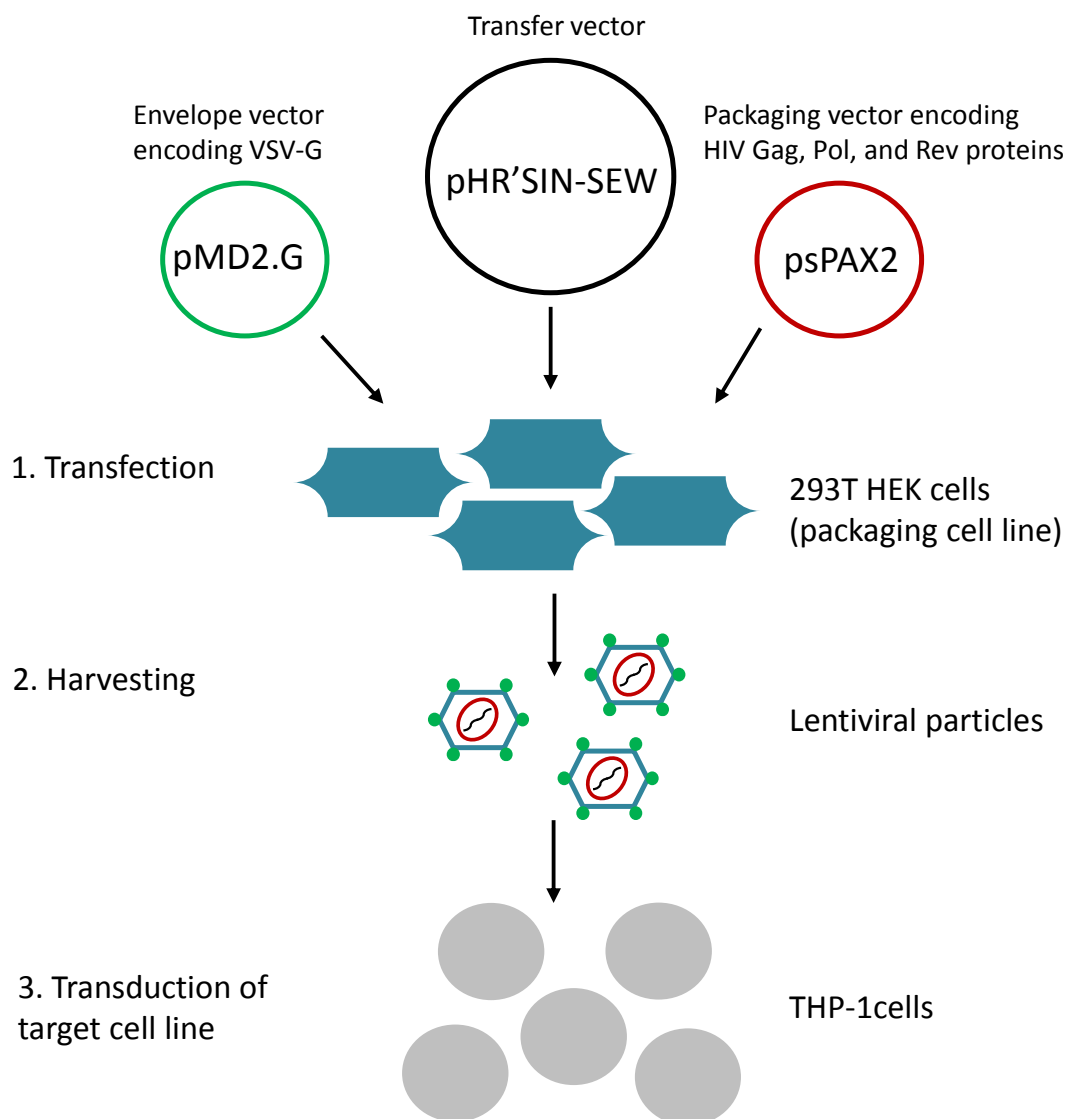 Transfer vector
Envelope vector
encoding VSV-G
Packaging vector encoding
HIV Gag, Pol, and Rev proteins
pHR’SIN-SEW
pMD2.G
psPAX2
1. Transfection
293T HEK cells
(packaging cell line)
2. Harvesting
Lentiviral particles
3. Transduction of
target cell line
THP-1cells